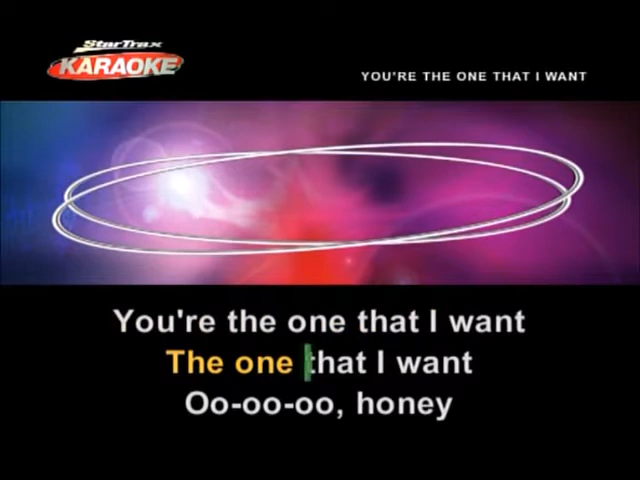 StarTrax
KARAOKE
YOU'RE THE ONE THAT I WANT
You're the one that I want
The one that I want
Oo-oo-oo, honey